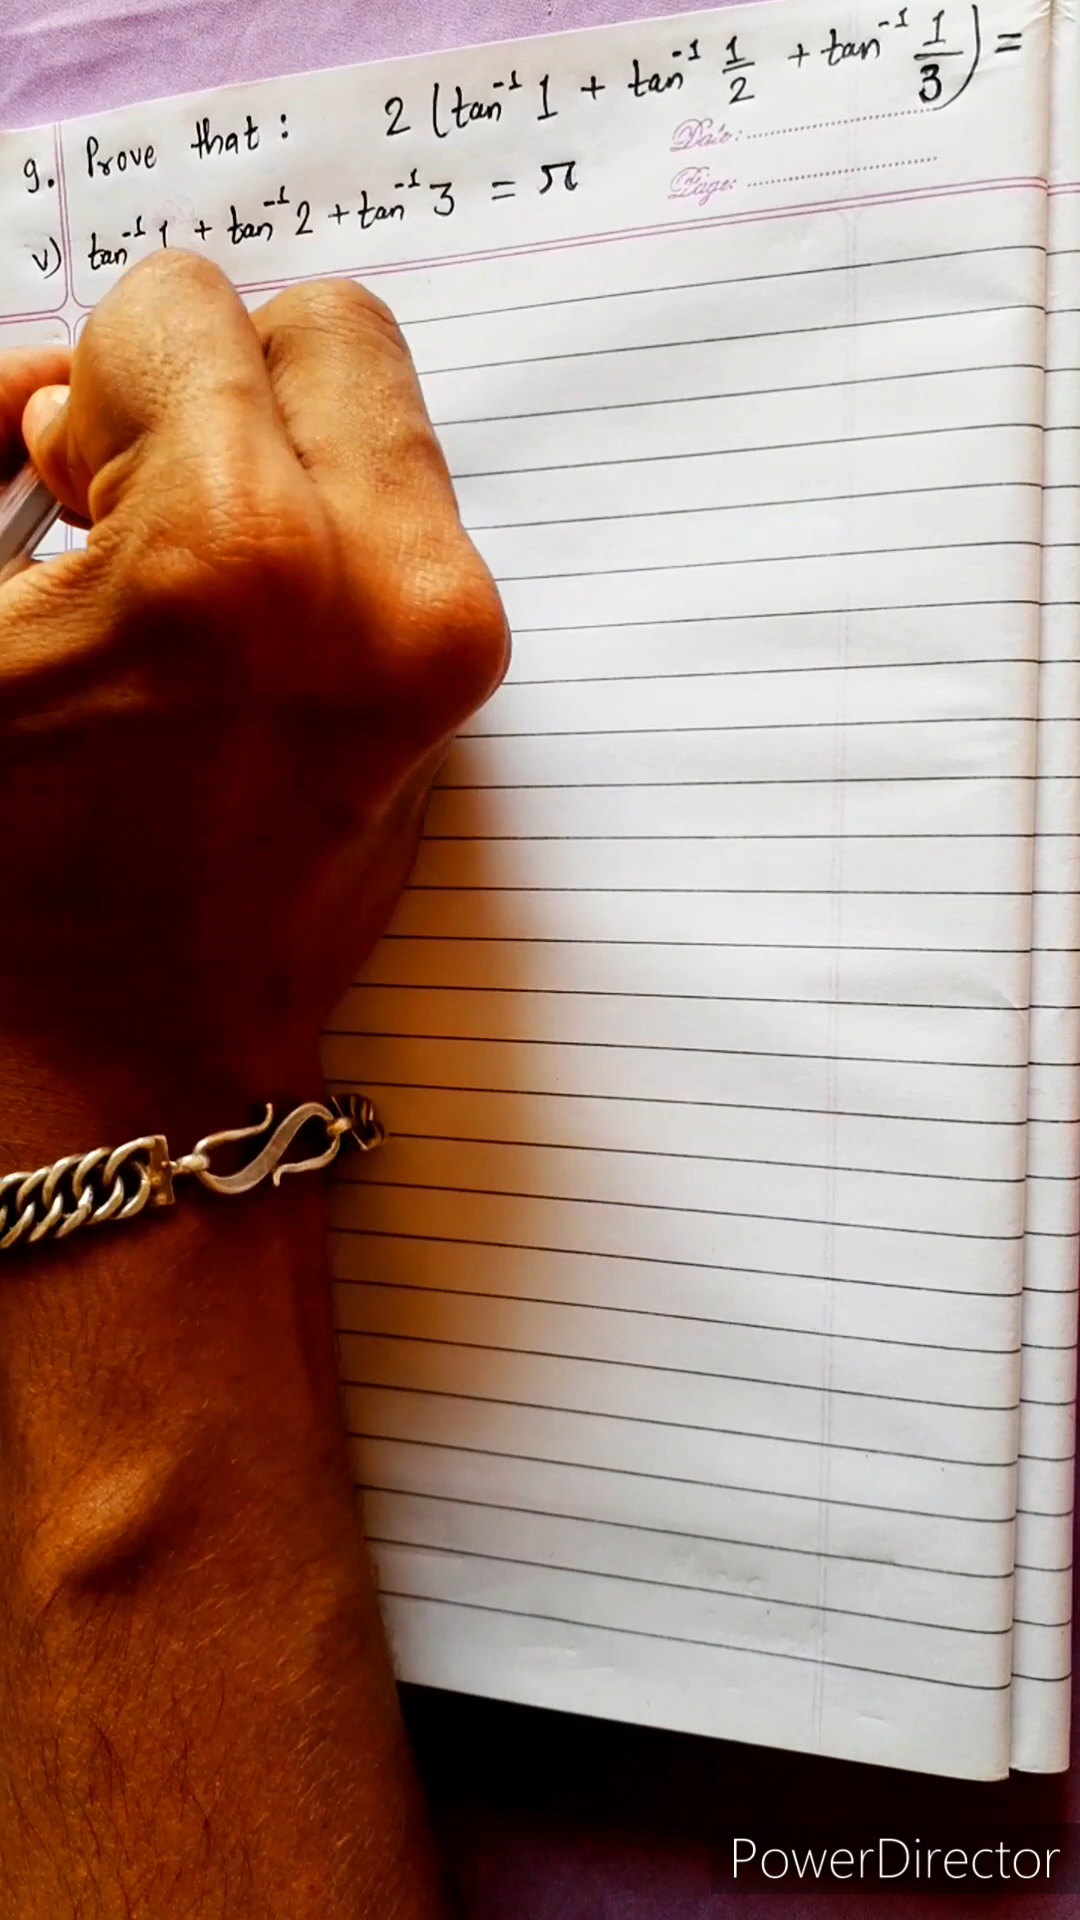 9. Prove that : 2 (tan⁻¹ 1 + tan⁻¹ 1/2 + tan⁻¹ 1/3) =
v) tan⁻¹ 1 + tan⁻¹ 2 + tan⁻¹ 3 = π
Date:
Page:
PowerDirector